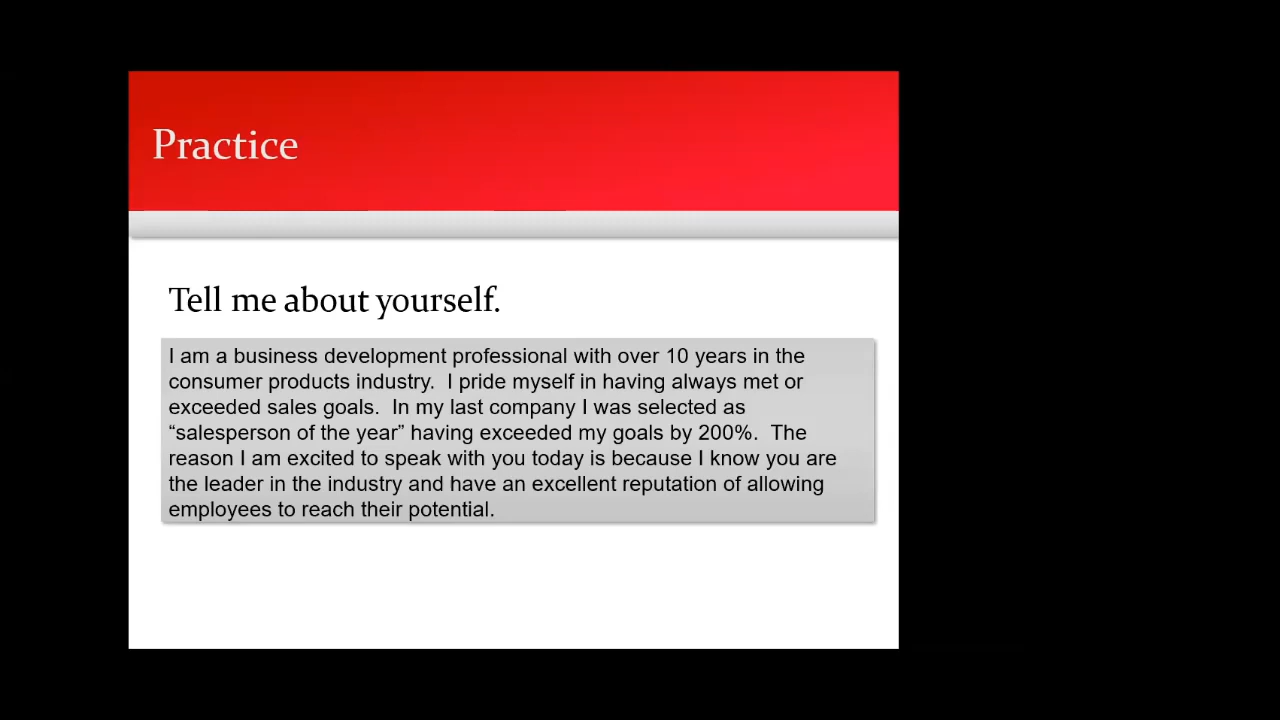 Practice
Tell me about yourself.
I am a business development professional with over 10 years in the
consumer products industry.  I pride myself in having always met or
exceeded sales goals.  In my last company I was selected as
“salesperson of the year” having exceeded my goals by 200%.  The
reason I am excited to speak with you today is because I know you are
the leader in the industry and have an excellent reputation of allowing
employees to reach their potential.